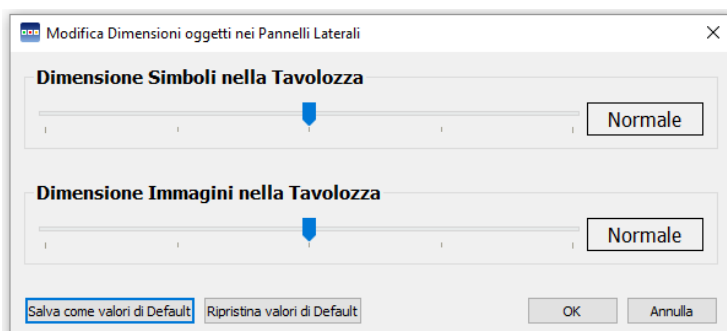 Modifica Dimensioni oggetti nei Pannelli Laterali
Dimensione Simboli nella Tavolozza
Normale
Dimensione Immagini nella Tavolozza
Normale
Salva come valori di Default Ripristina valori di Default OK Annulla